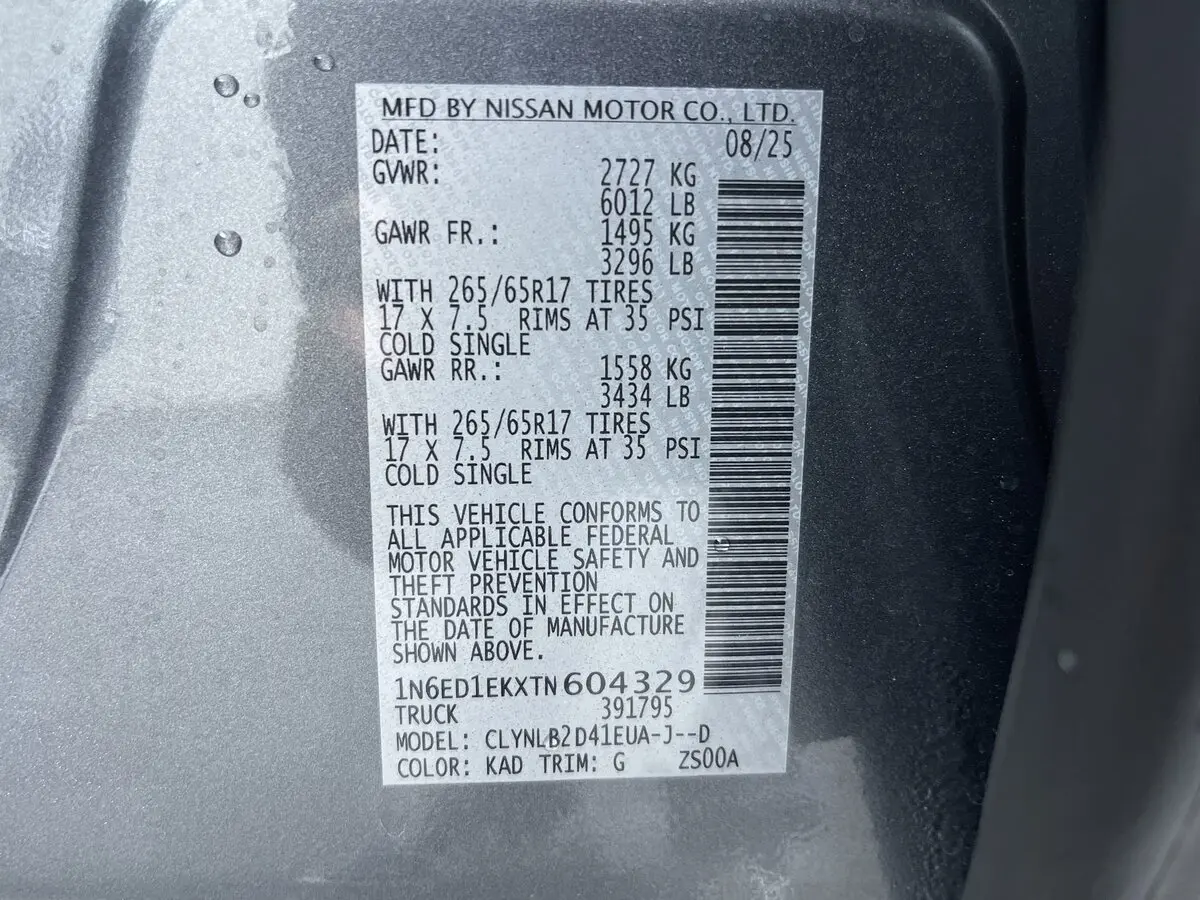 MFD BY NISSAN MOTOR CO., LTD.
DATE: 08/25
GVWR: 2727 KG
6012 LB
GAWR FR.: 1495 KG
3296 LB
WITH 265/65R17 TIRES
17 X 7.5 RIMS AT 35 PSI
COLD SINGLE
GAWR RR.: 1558 KG
3434 LB
WITH 265/65R17 TIRES
17 X 7.5 RIMS AT 35 PSI
COLD SINGLE
THIS VEHICLE CONFORMS TO
ALL APPLICABLE FEDERAL
MOTOR VEHICLE SAFETY AND
THEFT PREVENTION
STANDARDS IN EFFECT ON
THE DATE OF MANUFACTURE
SHOWN ABOVE.
1N6ED1EKXTN604329
TRUCK 391795
MODEL: CLYNLB2D41EUA-J--D
COLOR: KAD TRIM: G ZS00A